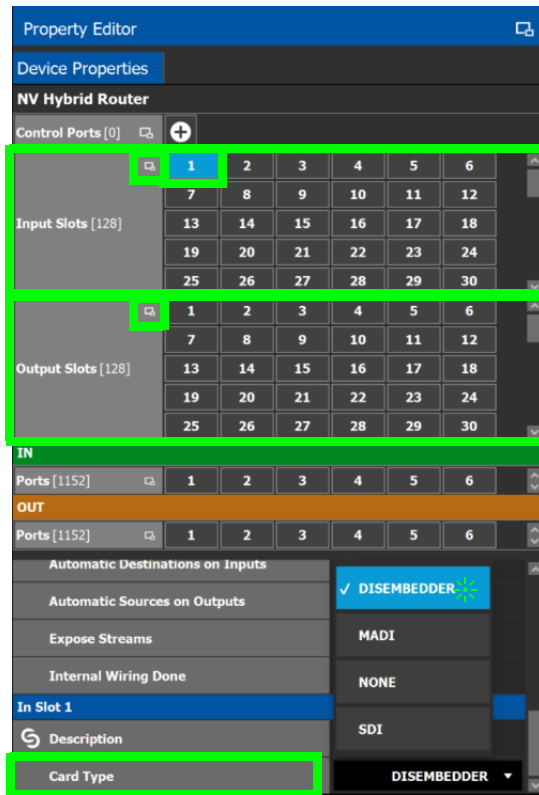 Property Editor
Device Properties
NV Hybrid Router
Control Ports [0]
1 2 3 4 5 6
7 8 9 10 11 12
Input Slots [128] 13 14 15 16 17 18
19 20 21 22 23 24
25 26 27 28 29 30
1 2 3 4 5 6
7 8 9 10 11 12
Output Slots [128] 13 14 15 16 17 18
19 20 21 22 23 24
25 26 27 28 29 30
IN
Ports [1152] 1 2 3 4 5 6
OUT
Ports [1152] 1 2 3 4 5 6
Automatic Destinations on Inputs
✓ DISEMBEDDER
Automatic Sources on Outputs
Expose Streams MADI
Internal Wiring Done NONE
In Slot 1
SDI
Description
Card Type DISEMBEDDER